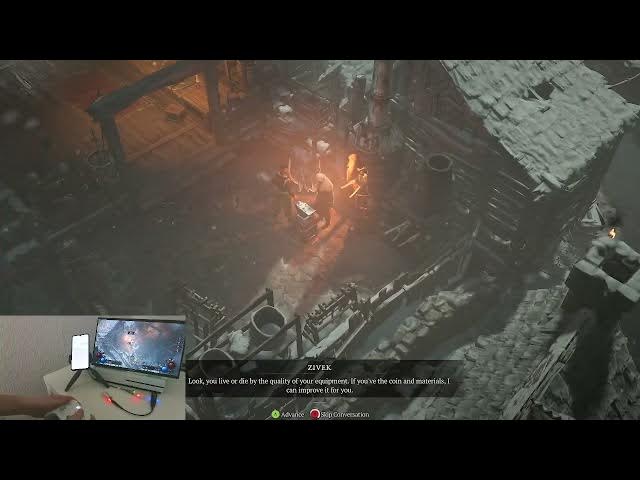 ZIVEK
Look, you live or die by the quality of your equipment. If you've the coin and materials, I
can improve it for you.
A Advance B Skip Conversation